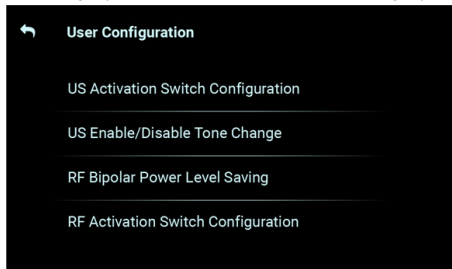 User Configuration
US Activation Switch Configuration
US Enable/Disable Tone Change
RF Bipolar Power Level Saving
RF Activation Switch Configuration